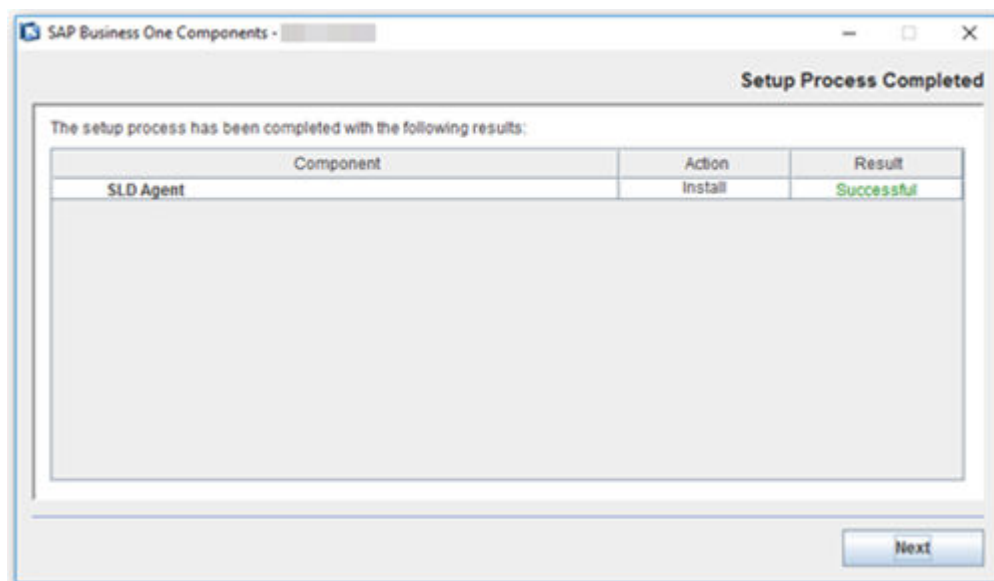 SAP Business One Components -
Setup Process Completed
The setup process has been completed with the following results:
Component Action Result
SLD Agent Install Successful
Next